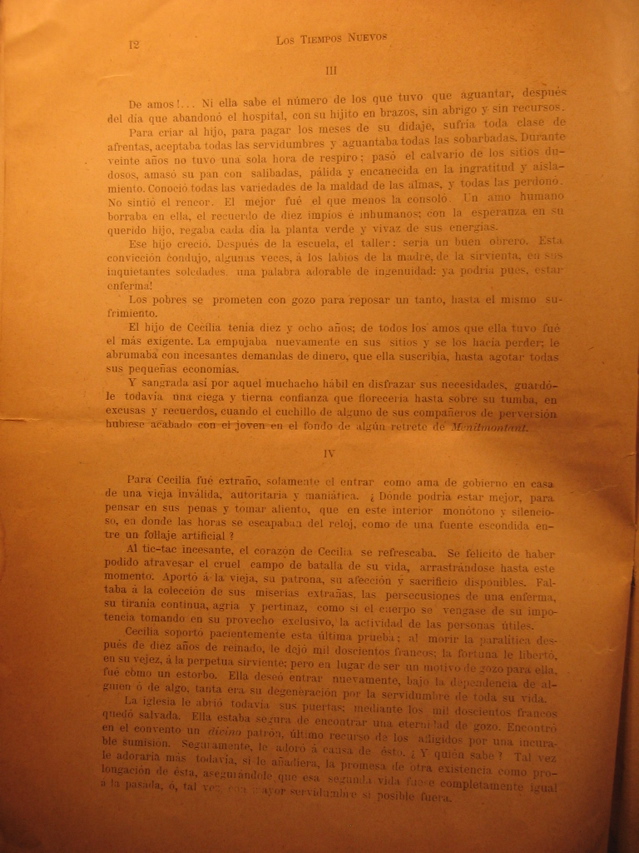 12
LOS TIEMPOS NUEVOS
III
De amos!... Ni ella sabe el número de los que tuvo que aguantar, después
del día que abandonó el hospital, con su hijito en brazos, sin abrigo y sin recursos.
Para criar al hijo, para pagar los meses de su didaje, sufría toda clase de
afrentas, aceptaba todas las servidumbres y aguantaba todas las sobarbadas. Durante
veinte años no tuvo una sola hora de respiro; pasó el calvario de los sitios du-
dosos, amasó su pan con salibadas, pálida y encanecida en la ingratitud y aisla-
miento. Conoció todas las variedades de la maldad de las almas, y todas las perdonó.
No sintió el rencor. El mejor fué el que menos la consoló. Un amo humano
borraba en ella, el recuerdo de diez impíos é inhumanos; con la esperanza en su
querido hijo, regaba cada día la planta verde y vivaz de sus energías.
Ese hijo creció. Después de la escuela, el taller: sería un buen obrero. Esta
convicción condujo, algunas veces, á los labios de la madre, de la sirvienta, en sus
inquietantes soledades, una palabra adorable de ingenuidad: ya podría pues, estar
enferma!
Los pobres se prometen con gozo para reposar un tanto, hasta el mismo su-
frimiento.
El hijo de Cecilia tenía diez y ocho años; de todos los amos que ella tuvo fué
el más exigente. La empujaba nuevamente en sus sitios y se los hacía perder; le
abrumaba con incesantes demandas de dinero, que ella suscribía, hasta agotar todas
sus pequeñas economías.
Y sangrada así por aquel muchacho hábil en disfrazar sus necesidades, guardó-
le todavía una ciega y tierna confianza que florecería hasta sobre su tumba, en
excusas y recuerdos, cuando el cuchillo de alguno de sus compañeros de perversión
hubiese acabado con el joven en el fondo de algún retrete de Menilmontant.
IV
Para Cecilia fué extraño, solamente el entrar como ama de gobierno en casa
de una vieja inválida, autoritaria y maniática. ¿Dónde podría estar mejor, para
pensar en sus penas y tomar aliento, que en este interior monótono y silencio-
so, en donde las horas se escapaban del reloj, como de una fuente escondida en-
tre un follaje artificial?
Al tic-tac incesante, el corazón de Cecilia se refrescaba. Se felicito de haber
podido atravesar el cruel campo de batalla de su vida, arrastrándose hasta este
momento. Aportó á la vieja, su patrona, su afección y sacrificio disponibles. Fal-
taba á la colección de sus miserias extrañas, las persecusiones de una enferma,
su tiranía continua, agria y pertinaz, como si el cuerpo se vengase de su impo-
tencia tomando en su provecho exclusivo, la actividad de las personas útiles.
Cecilia soportó pacientemente esta última prueba; al morir la paralítica des-
pués de diez años de reinado, le dejó mil doscientos francos; la fortuna le libertó,
en su vejez, á la perpetua sirviente; pero en lugar de ser un motivo de gozo para ella,
fué como un estorbo. Ella deseó entrar nuevamente, bajo la dependencia de al-
guien ó de algo, tanta era su degeneración por la servidumbre de toda su vida.
La iglesia le abrió todavía sus puertas; mediante los mil doscientos francos
quedó salvada. Ella estaba segura de encontrar una eternidad de gozo. Encontró
en el convento un divino patrón, último recurso de los afligidos por una incura-
ble sumisión. Seguramente, le adoró á causa de ésto. ¿Y quién sabe? Tal vez
le adoraría más todavía, si le añadiera, la promesa de otra existencia como pro-
longación de ésta, asegurándole que esa segunda vida fuese completamente igual
a la pasada, ó, tal vez con mayor servidumbre si posible fuera.